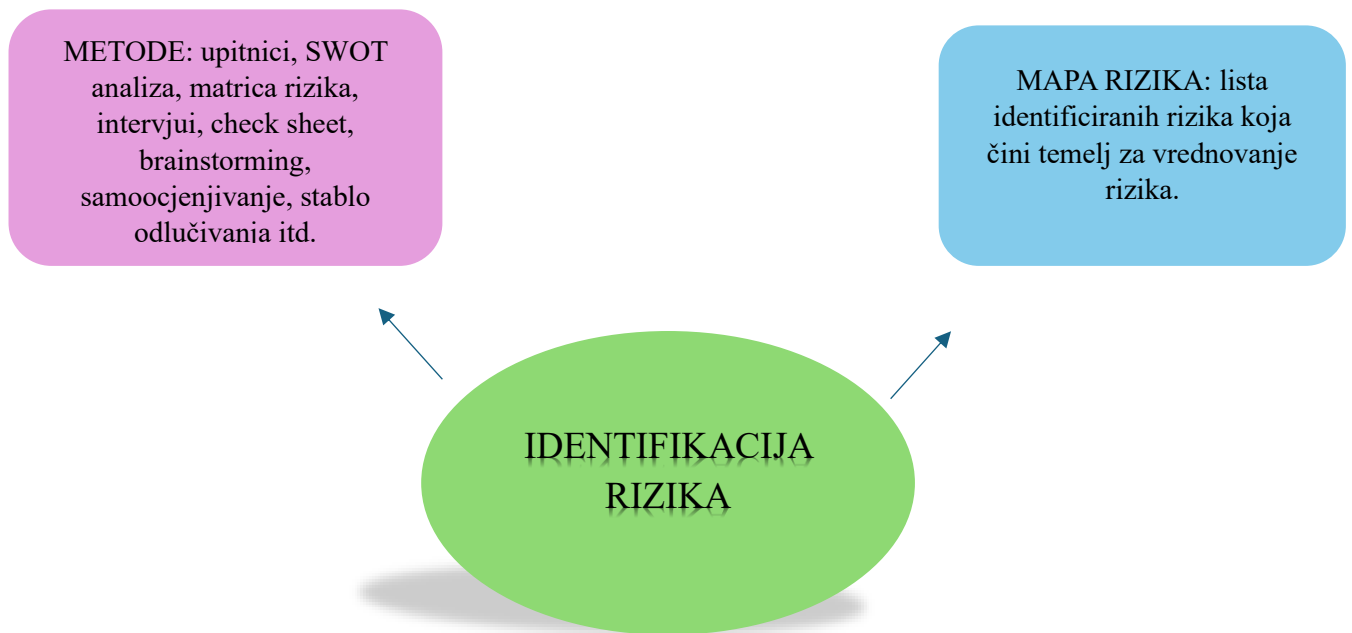 METODE: upitnici, SWOT
analiza, matrica rizika,
intervjui, check sheet,
brainstorming,
samoocjenjivanje, stablo
odlučivanja itd.
MAPA RIZIKA: lista
identificiranih rizika koja
čini temelj za vrednovanje
rizika.
IDENTIFIKACIJA
RIZIKA